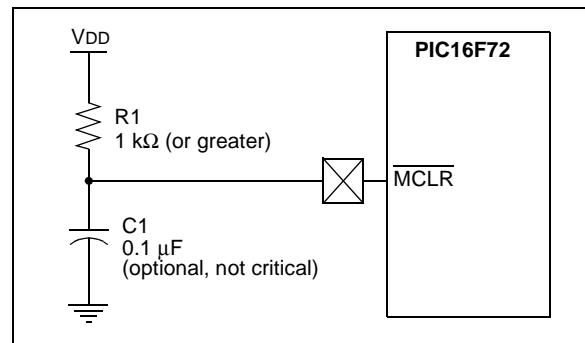 VDD
PIC16F72
R1
1 kΩ (or greater)
MCLR
C1
0.1 μF
(optional, not critical)